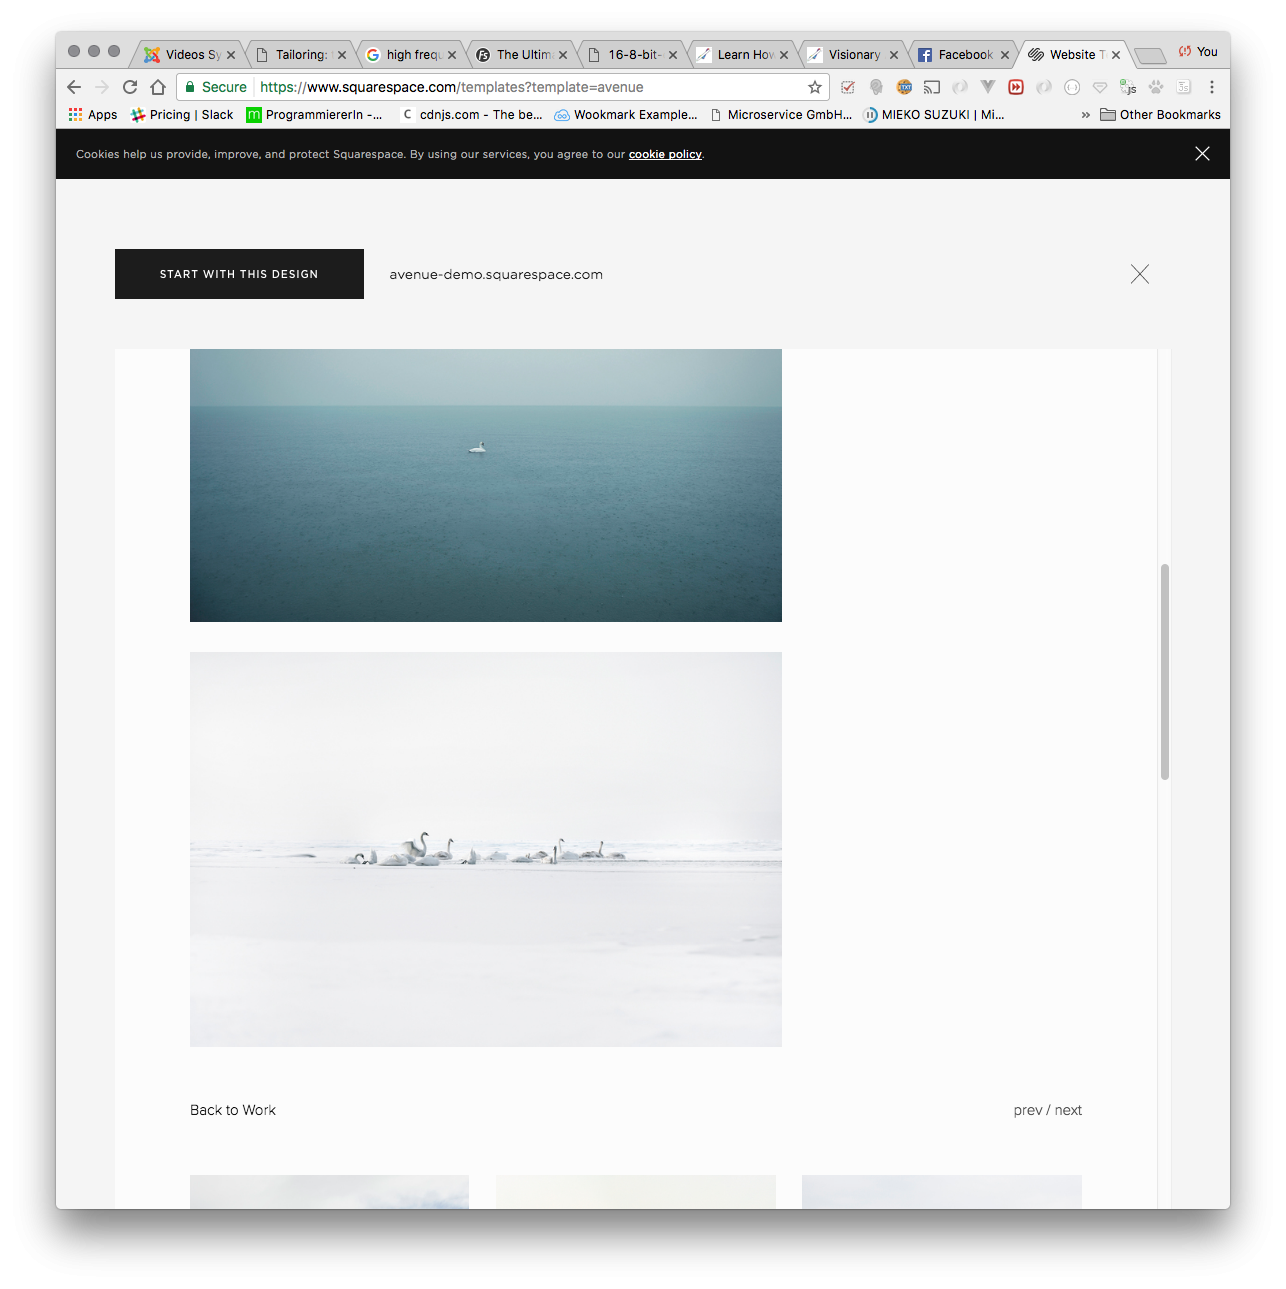 Videos Sy
Tailoring:
high freq
The Ultim
16-8-bit-
Learn How
Visionary
Facebook
Website T
You
Secure
https://www.squarespace.com/templates?template=avenue
Apps
Pricing | Slack
ProgrammiererIn -...
cdnjs.com - The be...
Wookmark Example...
Microservice GmbH...
MIEKO SUZUKI | Mi...
»
Other Bookmarks
Cookies help us provide, improve, and protect Squarespace. By using our services, you agree to our cookie policy.
START WITH THIS DESIGN
avenue-demo.squarespace.com
Back to Work
prev / next